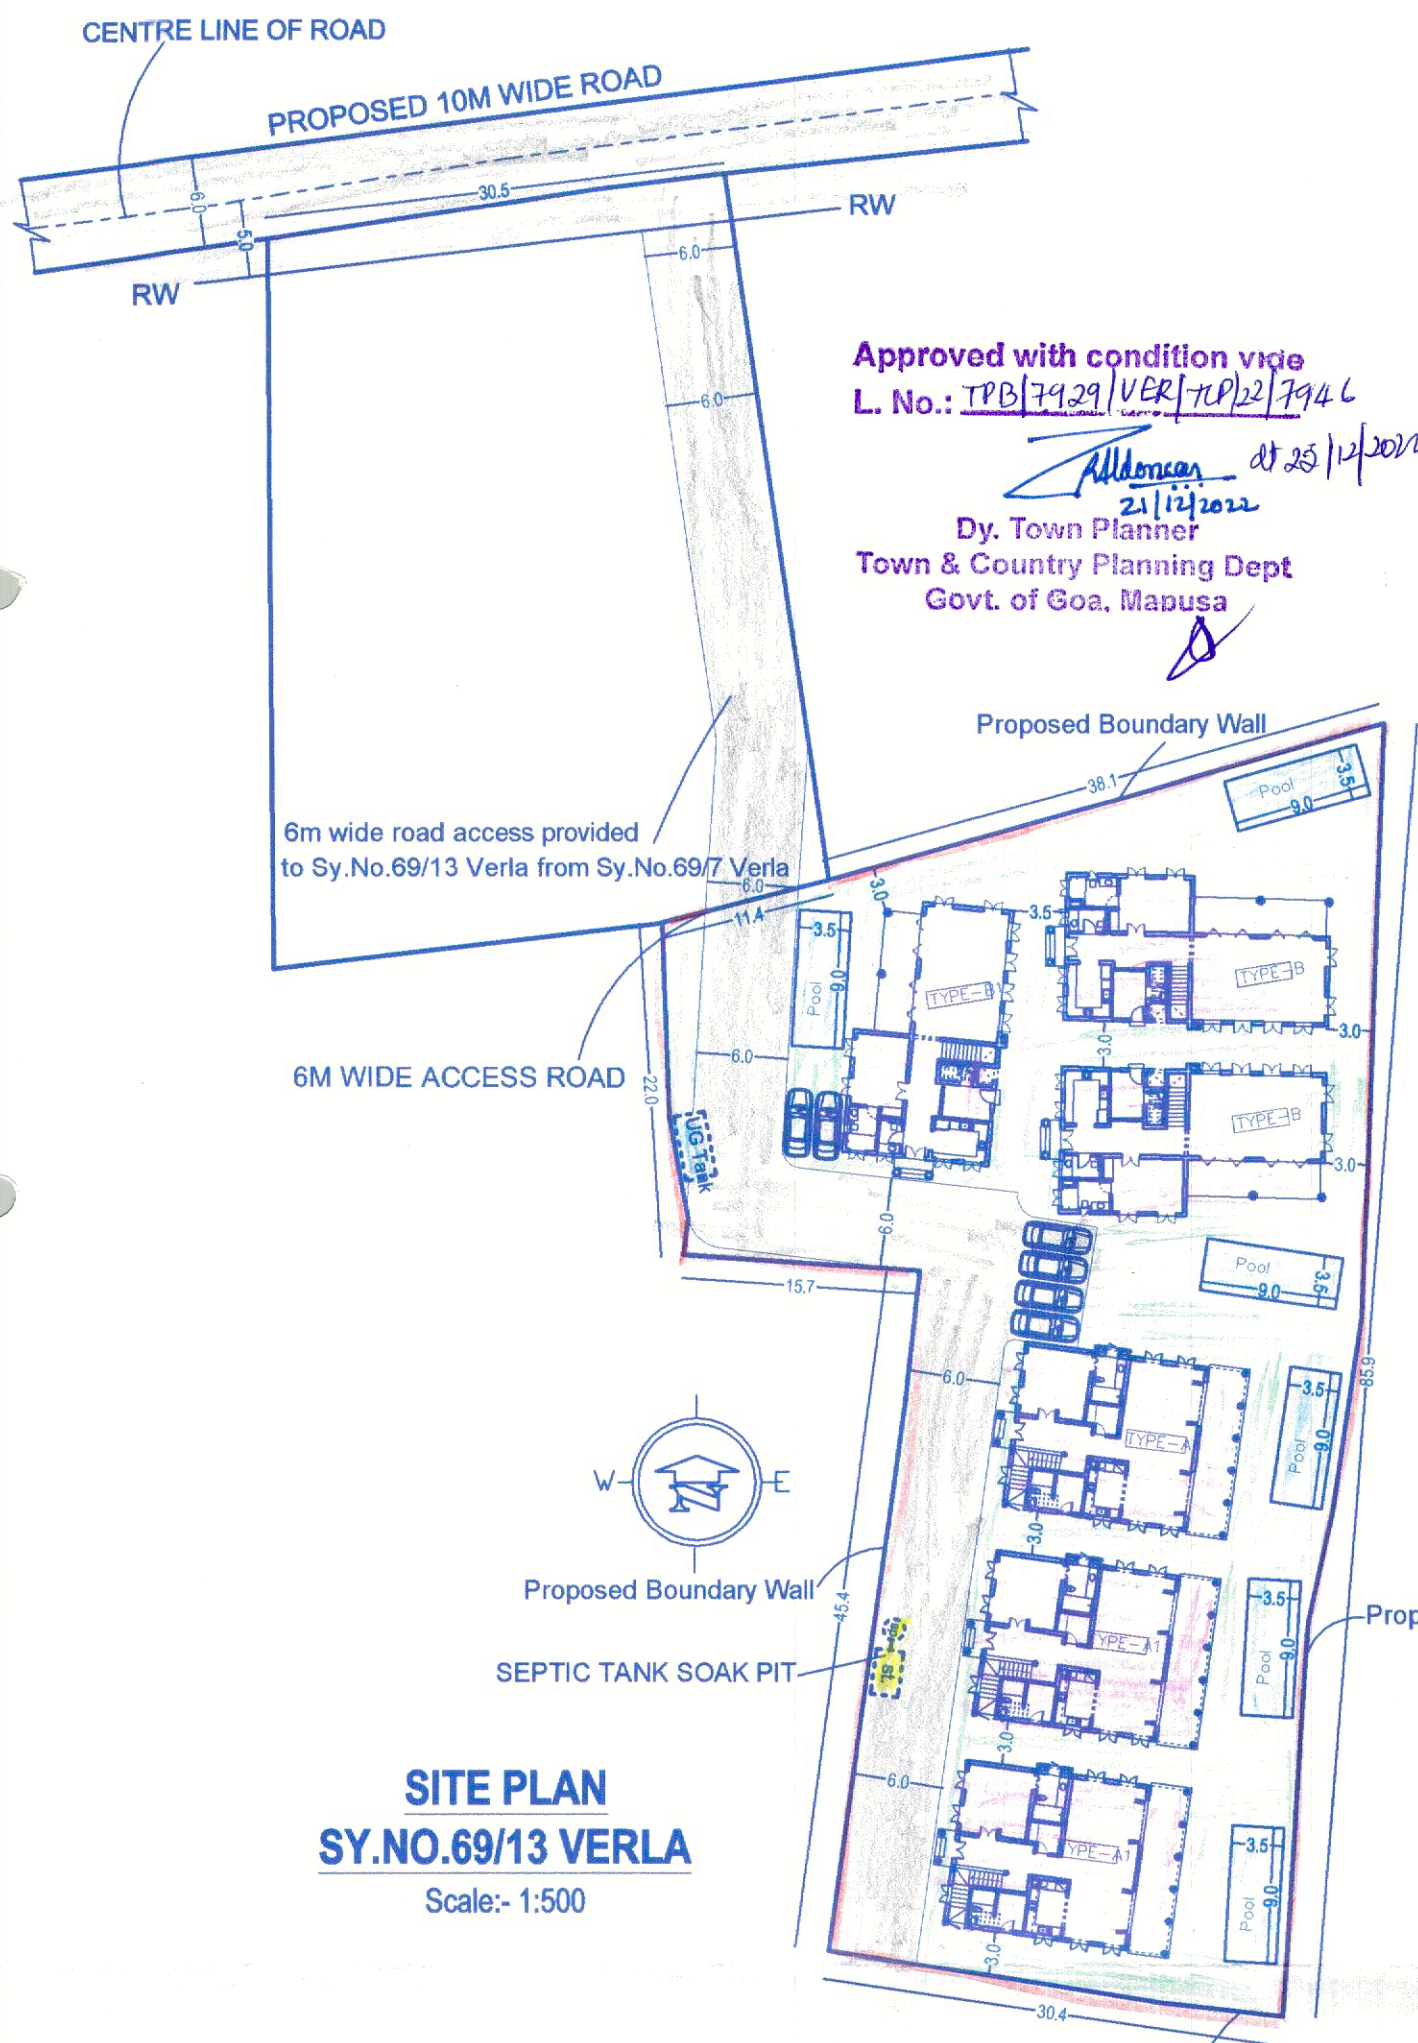 CENTRE LINE OF ROAD
PROPOSED 10M WIDE ROAD
6.0
5.0
30.5
RW
RW
6.0
6.0
Approved with condition vide
L. No.: TPB/7929/VER/TCP/22/7946
dt 23/12/2022
21/12/2022
Dy. Town Planner
Town & Country Planning Dept
Govt. of Goa, Mapusa
Proposed Boundary Wall
38.1
Pool
3.5
9.0
6m wide road access provided
to Sy.No.69/13 Verla from Sy.No.69/7 Verla
6.0
11.4
3.0
3.5
3.5
9.0
Pool
TYPE-B1
TYPE-B
3.0
3.0
6M WIDE ACCESS ROAD
22.0
6.0
UG Tank
TYPE-B
3.0
6.0
15.7
Pool
9.0
3.5
85.9
6.0
TYPE-A
3.5
9.0
Pool
W
N
E
3.0
Proposed Boundary Wall
45.4
TYPE-A1
3.5
9.0
Pool
Prop
SEPTIC TANK SOAK PIT
3.0
6.0
SITE PLAN
SY.NO.69/13 VERLA
Scale:- 1:500
YPE-A1
3.5
9.0
Pool
3.0
30.4